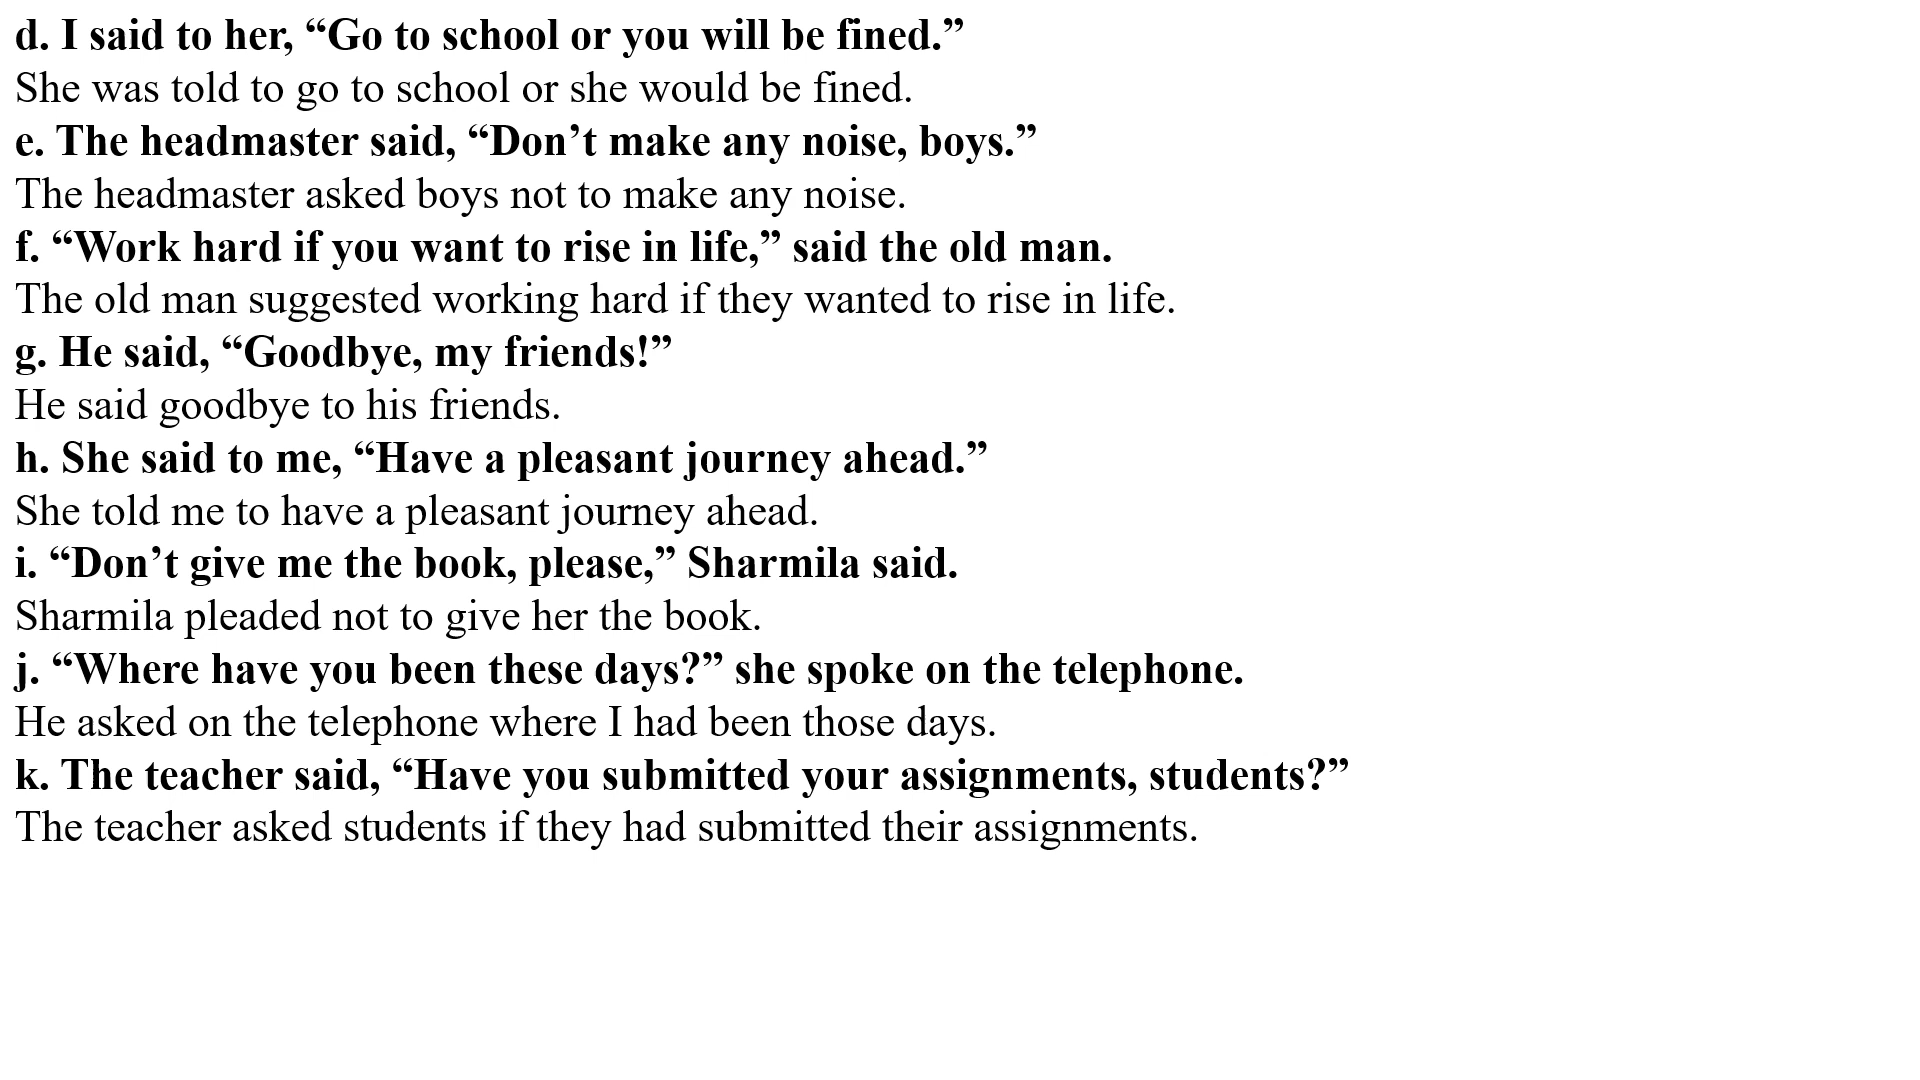 d. I said to her, “Go to school or you will be fined.”
She was told to go to school or she would be fined.
e. The headmaster said, “Don’t make any noise, boys.”
The headmaster asked boys not to make any noise.
f. “Work hard if you want to rise in life,” said the old man.
The old man suggested working hard if they wanted to rise in life.
g. He said, “Goodbye, my friends!”
He said goodbye to his friends.
h. She said to me, “Have a pleasant journey ahead.”
She told me to have a pleasant journey ahead.
i. “Don’t give me the book, please,” Sharmila said.
Sharmila pleaded not to give her the book.
j. “Where have you been these days?” she spoke on the telephone.
He asked on the telephone where I had been those days.
k. The teacher said, “Have you submitted your assignments, students?”
The teacher asked students if they had submitted their assignments.